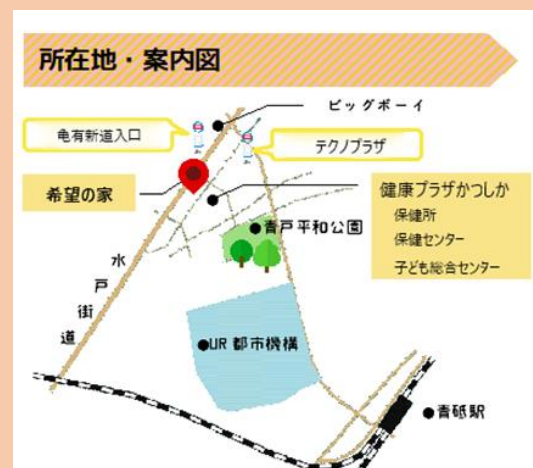 所在地・案内図
ビッグボーイ
亀有新道入口
テクノプラザ
希望の家
健康プラザかつしか
保健所
保健センター
子ども総合センター
●青戸平和公園
水戸街道
●UR 都市機構
●青砥駅